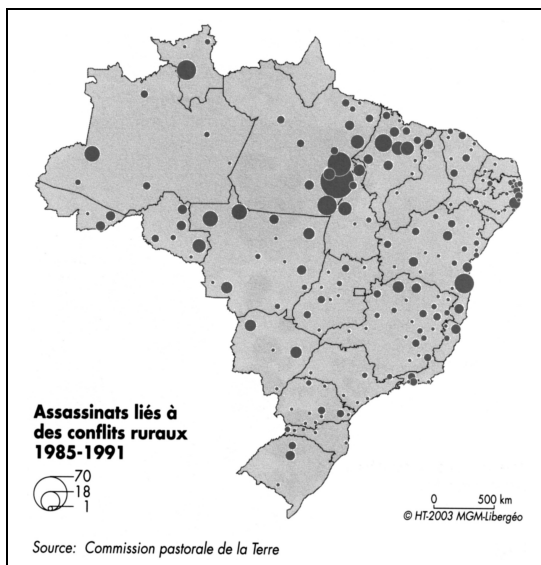 Assassinats liés à
des conflits ruraux
1985-1991
70
18
1
0 500 km
© HT-2003 MGM-Libergéo
Source: Commission pastorale de la Terre